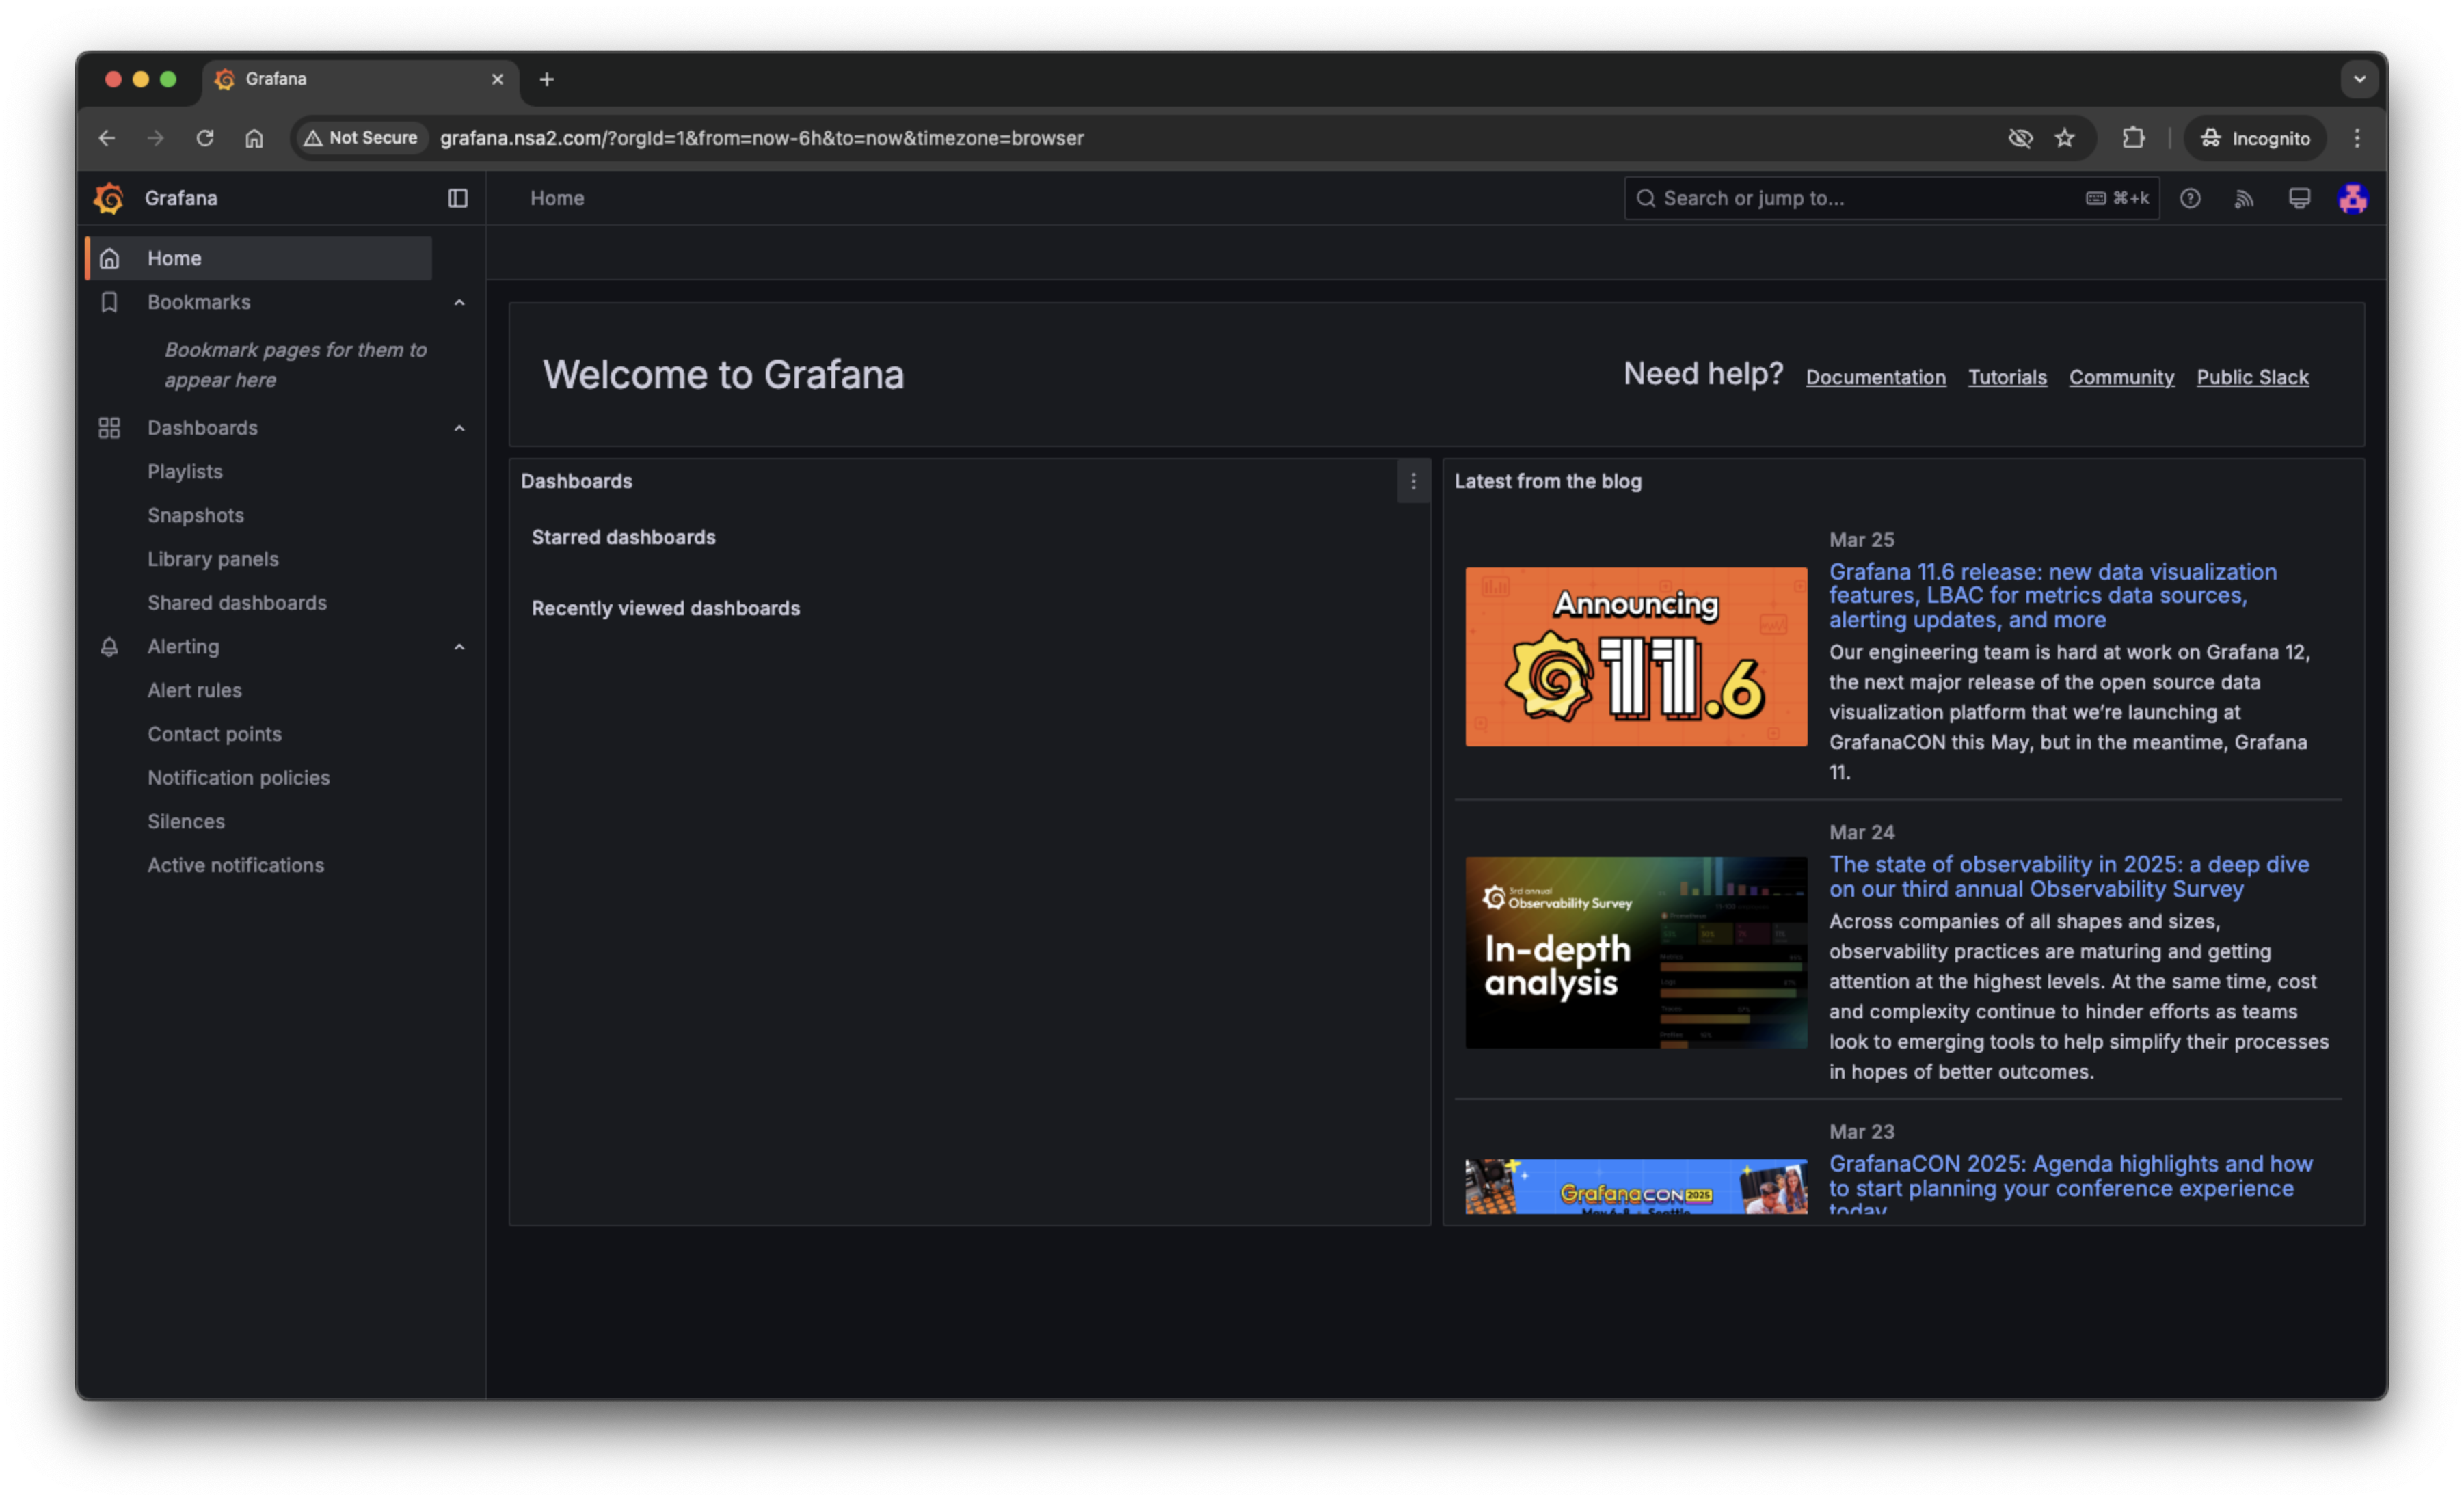 Grafana
Not Secure
grafana.nsa2.com/?orgId=1&from=now-6h&to=now&timezone=browser
Incognito
Grafana
Home
Search or jump to...
⌘+k
Home
Bookmarks
Bookmark pages for them to
appear here
Dashboards
Playlists
Snapshots
Library panels
Shared dashboards
Alerting
Alert rules
Contact points
Notification policies
Silences
Active notifications
Welcome to Grafana
Need help?
Documentation
Tutorials
Community
Public Slack
Dashboards
Starred dashboards
Recently viewed dashboards
Latest from the blog
Announcing
11.6
Mar 25
Grafana 11.6 release: new data visualization
features, LBAC for metrics data sources,
alerting updates, and more
Our engineering team is hard at work on Grafana 12,
the next major release of the open source data
visualization platform that we’re launching at
GrafanaCON this May, but in the meantime, Grafana
11.
3rd annual
Observability Survey
In-depth
analysis
Mar 24
The state of observability in 2025: a deep dive
on our third annual Observability Survey
Across companies of all shapes and sizes,
observability practices are maturing and getting
attention at the highest levels. At the same time, cost
and complexity continue to hinder efforts as teams
look to emerging tools to help simplify their processes
in hopes of better outcomes.
GrafanaCON 2025
Mar 23
GrafanaCON 2025: Agenda highlights and how
to start planning your conference experience
today